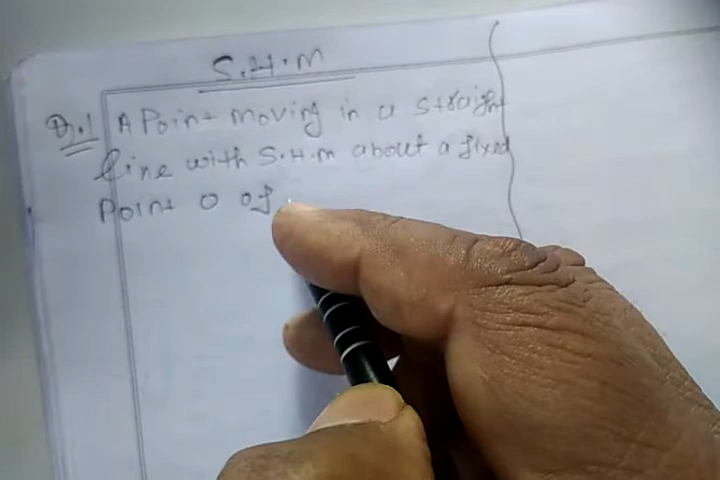 S.H.M
Q.1 A Point moving in a straight
line with S.H.m about a fixed
Point O of